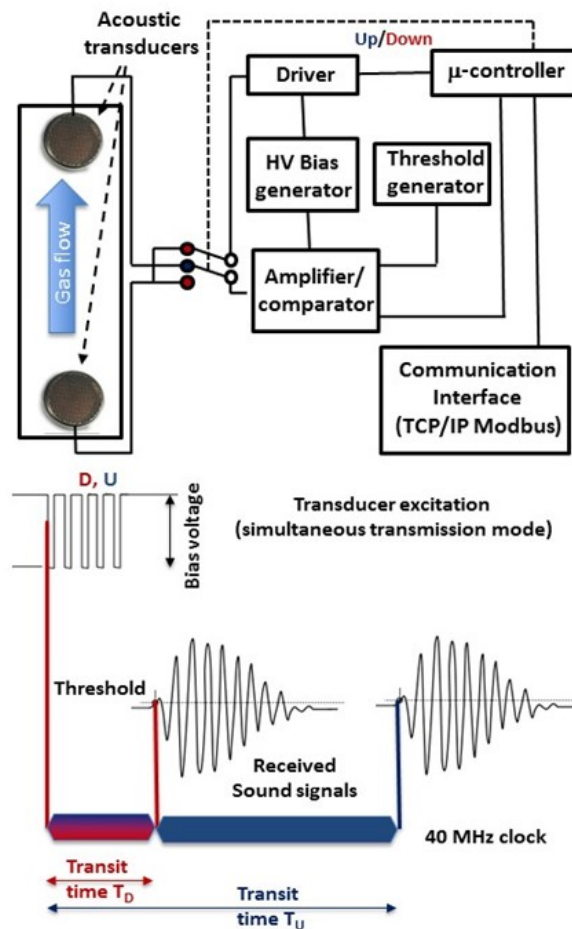 Acoustic
transducers
Up/Down
Driver
μ-controller
HV Bias
generator
Threshold
generator
Gas flow
Amplifier/
comparator
Communication
Interface
(TCP/IP Modbus)
D, U
Bias voltage
Transducer excitation
(simultaneous transmission mode)
Threshold
Received
Sound signals
40 MHz clock
Transit
time T_D
Transit
time T_U